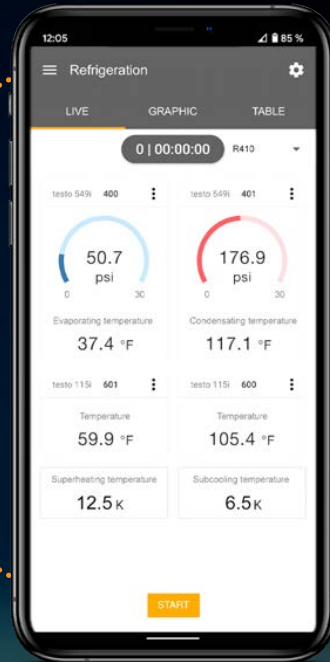 12:05 85 %
Refrigeration
LIVE GRAPHIC TABLE
0 | 00:00:00 R410
testo 549i 400 testo 549i 401
50.7 176.9
psi psi
0 30 0 30
Evaporating temperature Condensating temperature
37.4 °F 117.1 °F
testo 115i 601 testo 115i 600
Temperature Temperature
59.9 °F 105.4 °F
Superheating temperature Subcooling temperature
12.5 K 6.5 K
START